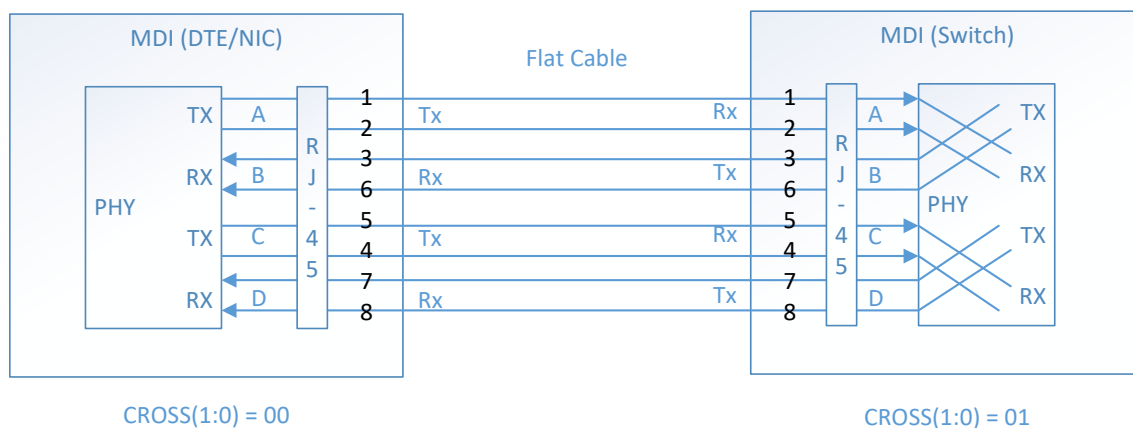 MDI (DTE/NIC)
Flat Cable
MDI (Switch)
TX A 1 Tx Rx 1 A TX
2 2
R R
3 3
J J
RX B Rx Tx B RX
6 6
PHY - - PHY
5 5
TX C 4 Tx Rx 4 C TX
4 4
5 5
7 7
RX D Rx Tx D RX
8 8
CROSS(1:0) = 00
CROSS(1:0) = 01